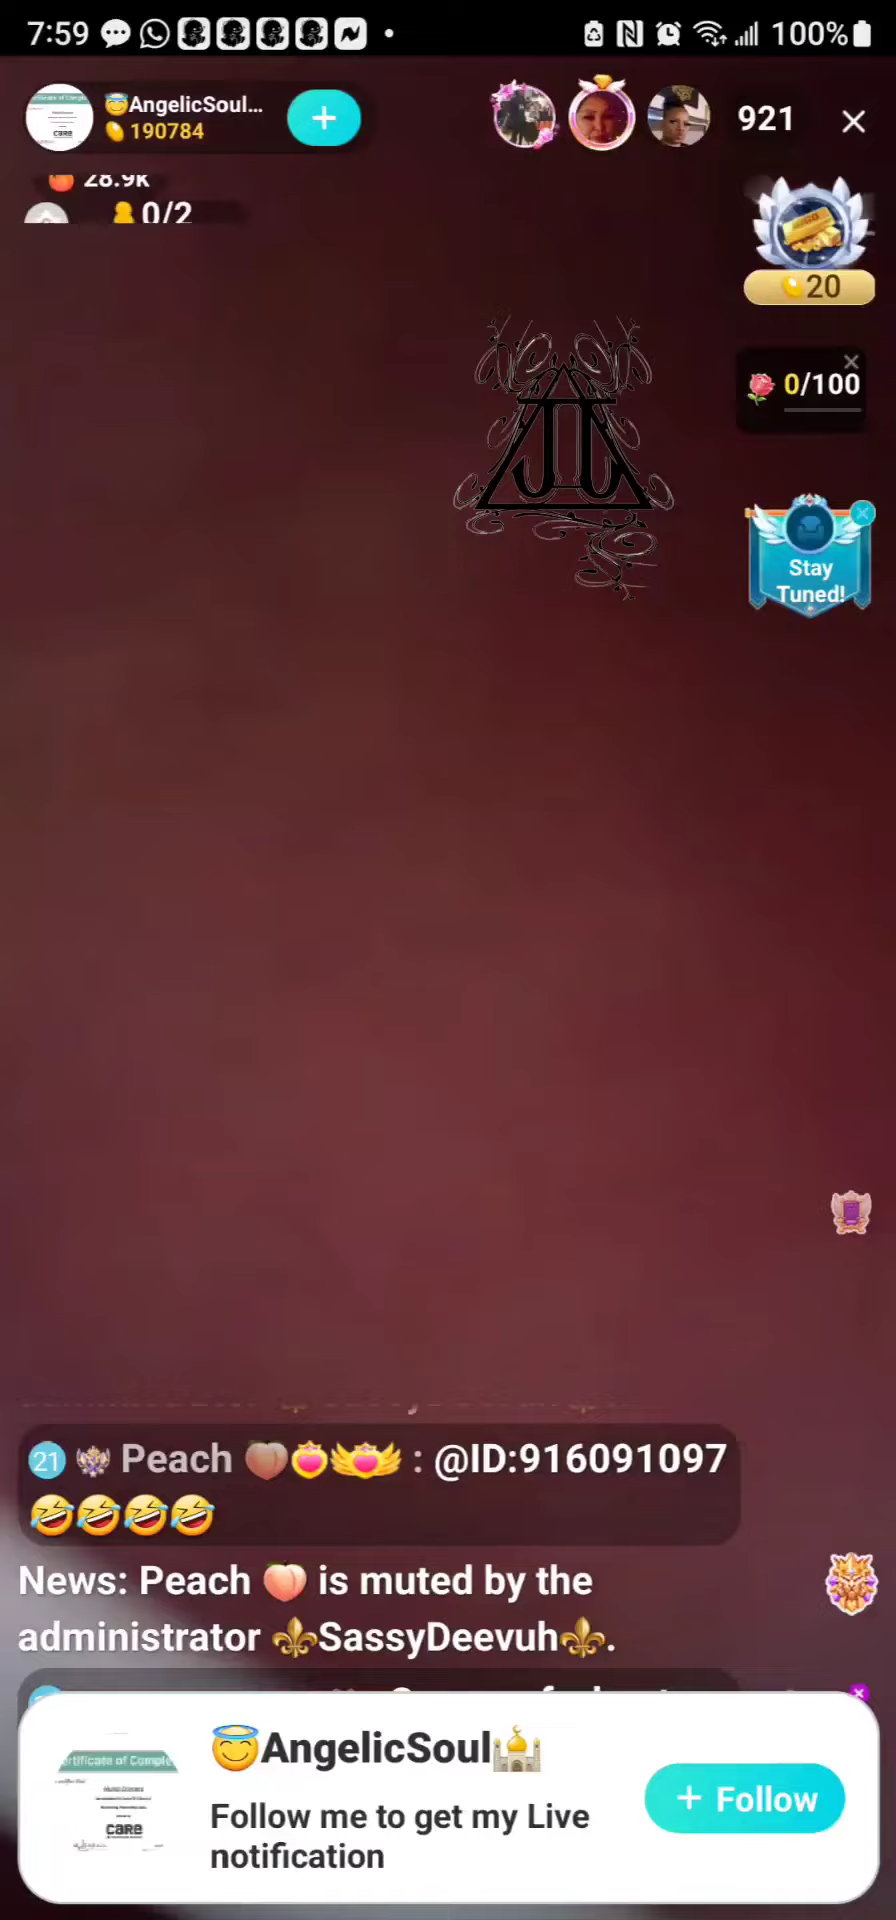 7:59
100%
😇AngelicSoul...
190784
921
28.9k
0/2
20
0/100
Stay
Tuned!
21 Peach 🍑 : @ID:916091097
🤣🤣🤣🤣
News: Peach 🍑 is muted by the
administrator ⚜️SassyDeevuh⚜️.
😇AngelicSoul🕌
Follow me to get my Live
notification
+ Follow
care